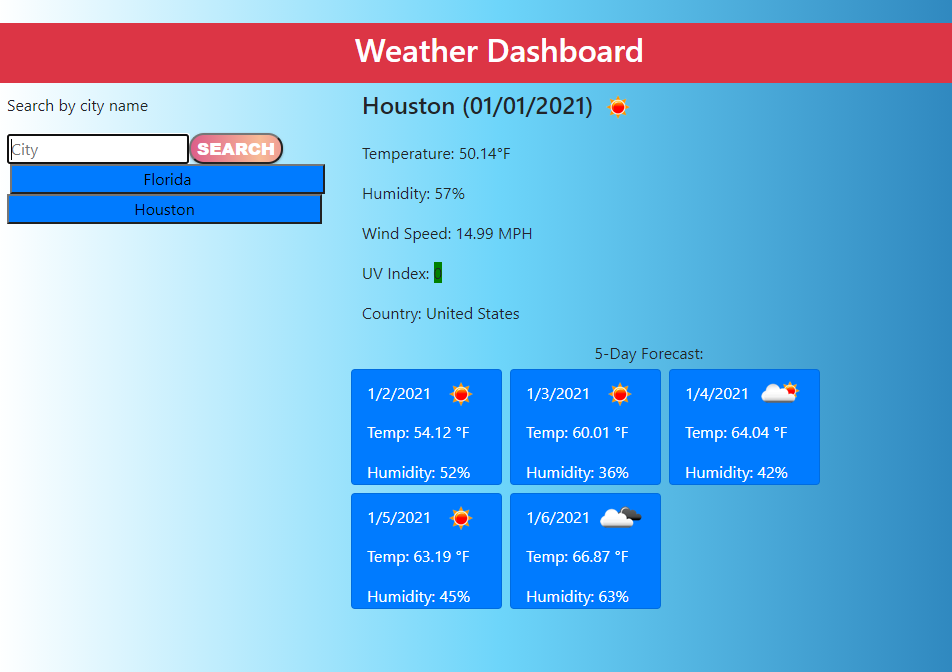 Weather Dashboard
Search by city name
City
SEARCH
Florida
Houston
Houston (01/01/2021)
Temperature: 50.14°F
Humidity: 57%
Wind Speed: 14.99 MPH
UV Index: 0
Country: United States
5-Day Forecast:
1/2/2021
Temp: 54.12 °F
Humidity: 52%
1/3/2021
Temp: 60.01 °F
Humidity: 36%
1/4/2021
Temp: 64.04 °F
Humidity: 42%
1/5/2021
Temp: 63.19 °F
Humidity: 45%
1/6/2021
Temp: 66.87 °F
Humidity: 63%